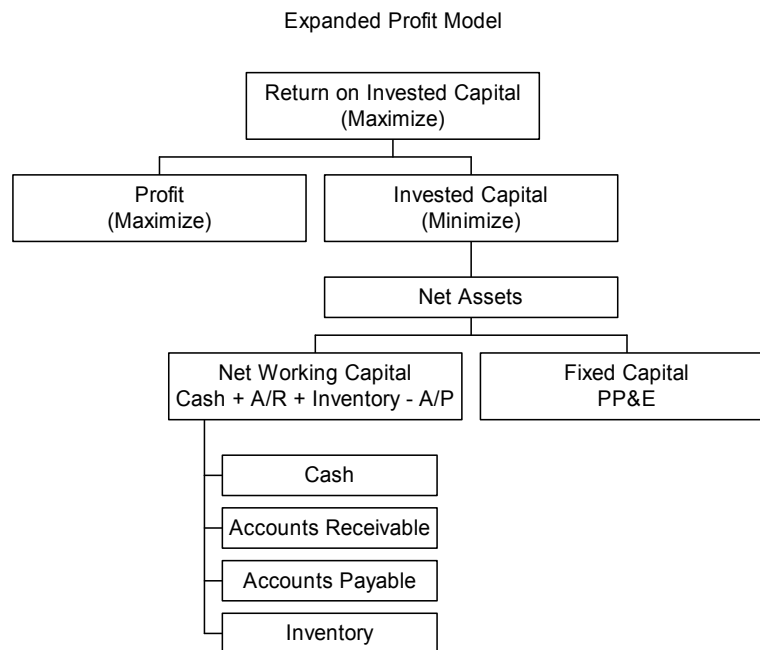 Expanded Profit Model
Return on Invested Capital
(Maximize)
Profit
(Maximize)
Invested Capital
(Minimize)
Net Assets
Net Working Capital
Cash + A/R + Inventory - A/P
Fixed Capital
PP&E
Cash
Accounts Receivable
Accounts Payable
Inventory